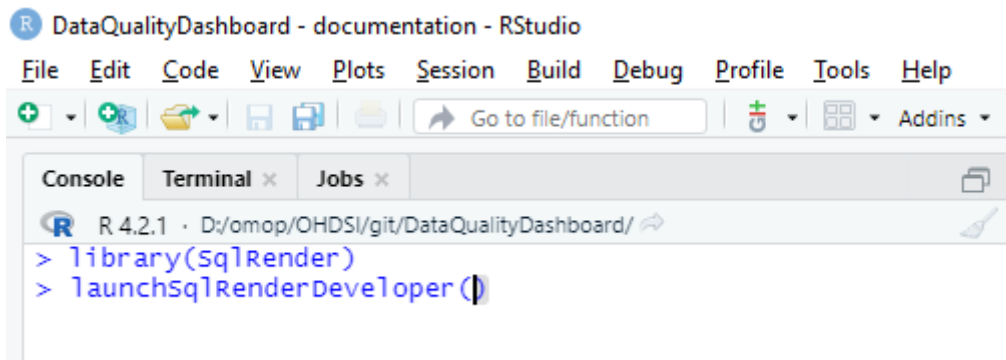 R DataQualityDashboard - documentation - RStudio
File Edit Code View Plots Session Build Debug Profile Tools Help
R Go to file/function Git Addins
Console Terminal × Jobs ×
R R 4.2.1 · D:/omop/OHDSI/git/DataQualityDashboard/
> library(SqlRender)
> launchSqlRenderDeveloper()